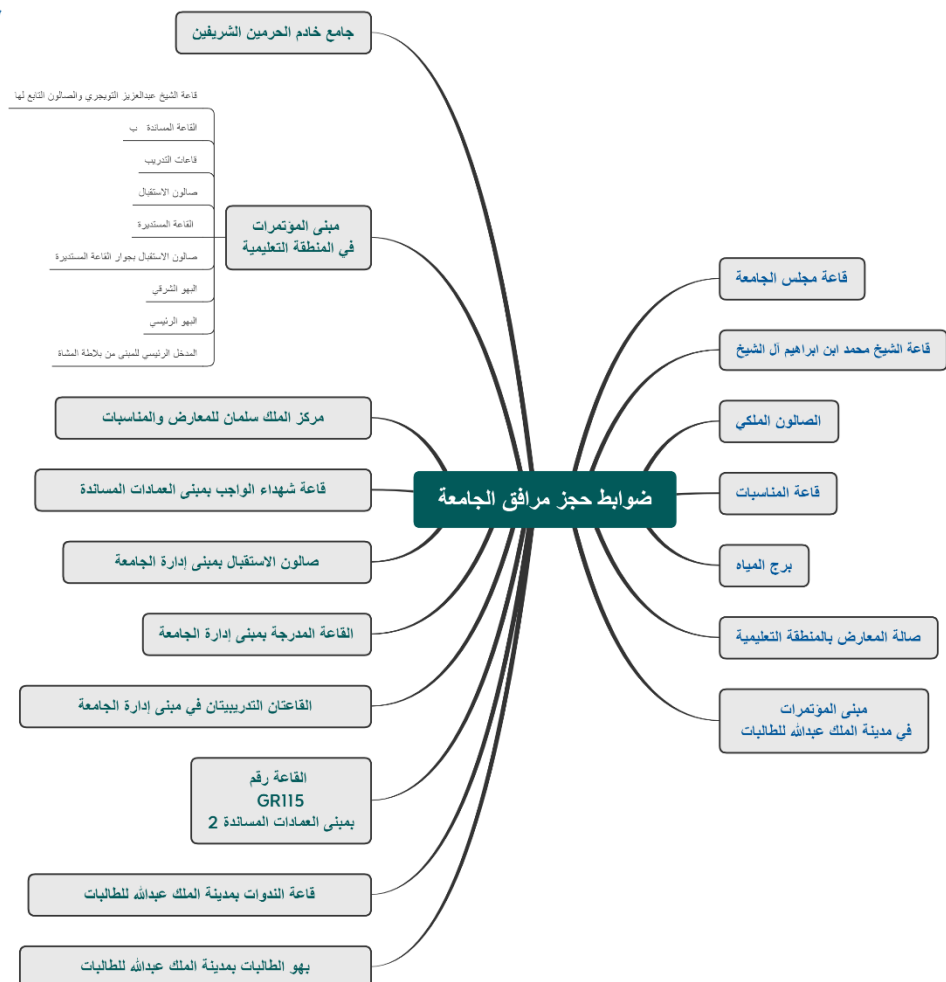 ضوابط حجز مرافق الجامعة
قاعة مجلس الجامعة
قاعة الشيخ محمد ابن ابراهيم آل الشيخ
الصالون الملكي
قاعة المناسبات
برج المياه
صالة المعارض بالمنطقة التعليمية
مبنى المؤتمرات
في مدينة الملك عبدالله للطالبات
جامع خادم الحرمين الشريفين
مبنى المؤتمرات
في المنطقة التعليمية
قاعة الشيخ عبدالعزيز التويجري والصالون التابع لها
القاعة المساندة ب
قاعات التدريب
صالون الاستقبال
القاعة المستديرة
صالون الاستقبال بجوار القاعة المستديرة
البهو الشرقي
البهو الرئيسي
المدخل الرئيسي للمبنى من بلاطة المشاة
مركز الملك سلمان للمعارض والمناسبات
قاعة شهداء الواجب بمبنى العمادات المساندة
صالون الاستقبال بمبنى إدارة الجامعة
القاعة المدرجة بمبنى إدارة الجامعة
القاعتان التدريبيتان في مبنى إدارة الجامعة
القاعة رقم
GR115
بمبنى العمادات المساندة 2
قاعة الندوات بمدينة الملك عبدالله للطالبات
بهو الطالبات بمدينة الملك عبدالله للطالبات